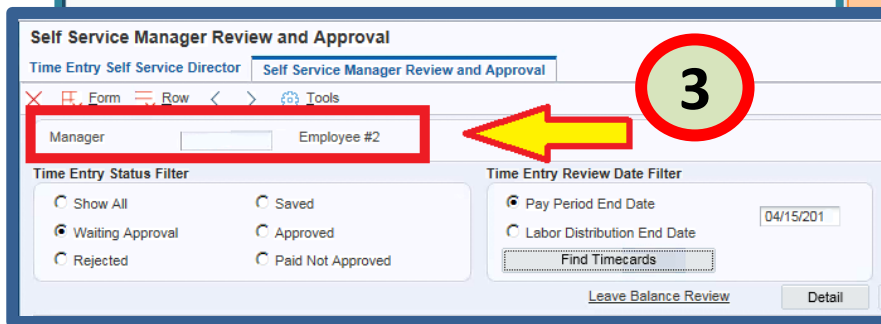 Self Service Manager Review and Approval
Time Entry Self Service Director Self Service Manager Review and Approval
Form Row Tools
3
Manager Employee #2
Time Entry Status Filter Time Entry Review Date Filter
Show All Saved Pay Period End Date 04/15/201
Waiting Approval Approved Labor Distribution End Date
Rejected Paid Not Approved Find Timecards
Leave Balance Review Detail